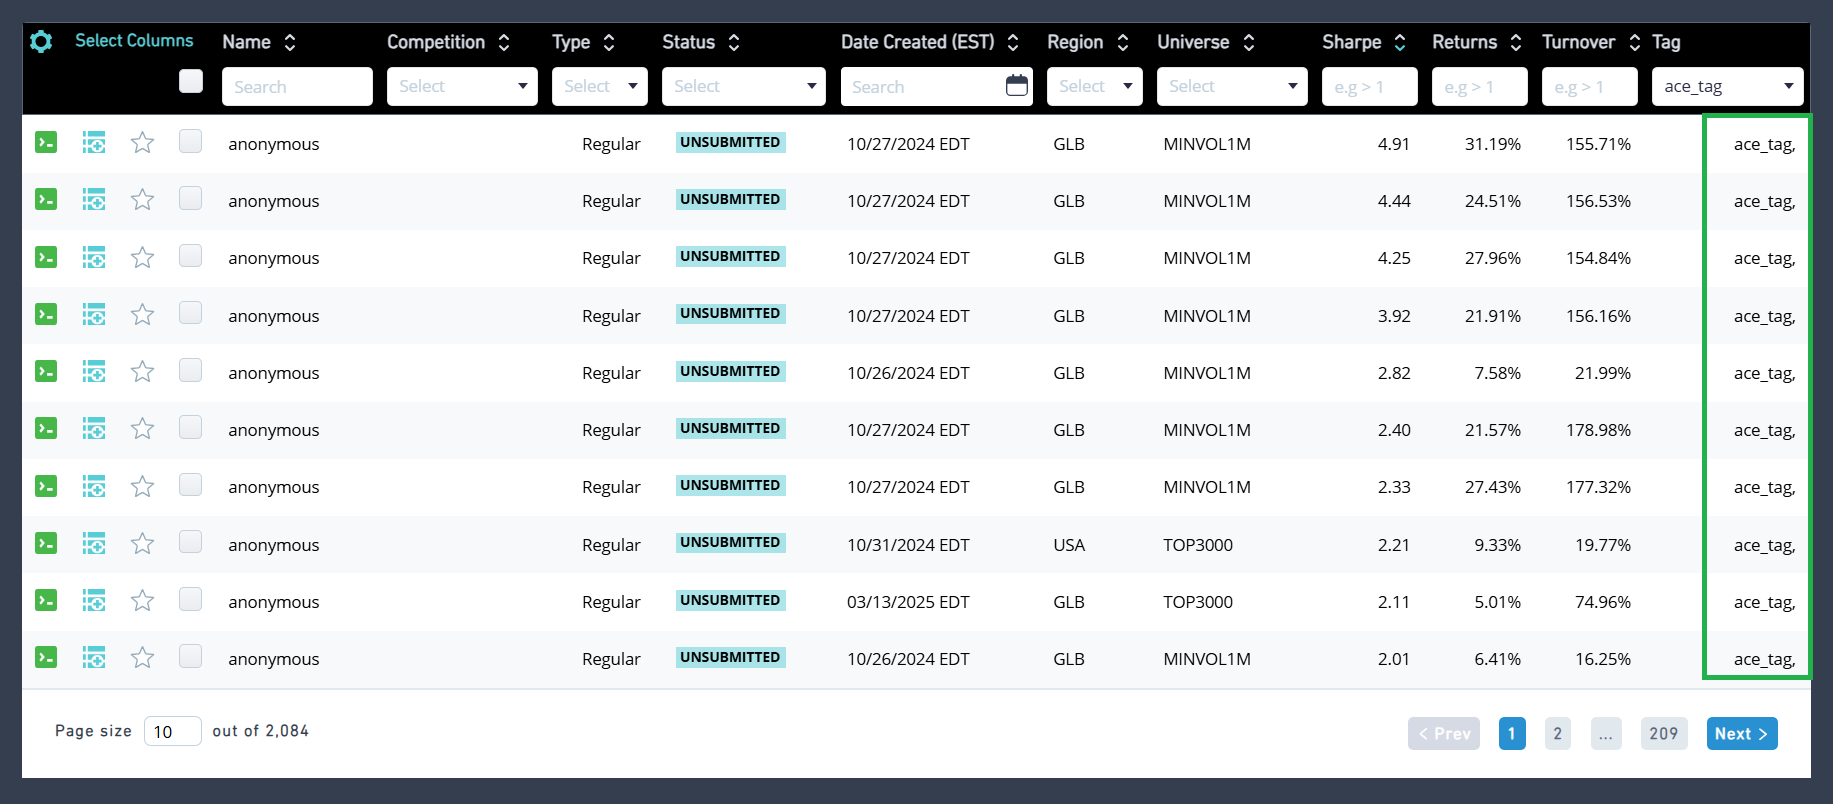 Select Columns Name Competition Type Status Date Created (EST) Region Universe Sharpe Returns Turnover Tag
Search Select Select Select Search Select Select e.g > 1 e.g > 1 e.g > 1 ace_tag
anonymous Regular UNSUBMITTED 10/27/2024 EDT GLB MINVOL1M 4.91 31.19% 155.71% ace_tag,
anonymous Regular UNSUBMITTED 10/27/2024 EDT GLB MINVOL1M 4.44 24.51% 156.53% ace_tag,
anonymous Regular UNSUBMITTED 10/27/2024 EDT GLB MINVOL1M 4.25 27.96% 154.84% ace_tag,
anonymous Regular UNSUBMITTED 10/27/2024 EDT GLB MINVOL1M 3.92 21.91% 156.16% ace_tag,
anonymous Regular UNSUBMITTED 10/26/2024 EDT GLB MINVOL1M 2.82 7.58% 21.99% ace_tag,
anonymous Regular UNSUBMITTED 10/27/2024 EDT GLB MINVOL1M 2.40 21.57% 178.98% ace_tag,
anonymous Regular UNSUBMITTED 10/27/2024 EDT GLB MINVOL1M 2.33 27.43% 177.32% ace_tag,
anonymous Regular UNSUBMITTED 10/31/2024 EDT USA TOP3000 2.21 9.33% 19.77% ace_tag,
anonymous Regular UNSUBMITTED 03/13/2025 EDT GLB TOP3000 2.11 5.01% 74.96% ace_tag,
anonymous Regular UNSUBMITTED 10/26/2024 EDT GLB MINVOL1M 2.01 6.41% 16.25% ace_tag,
Page size 10 out of 2,084 < Prev 1 2 ... 209 Next >